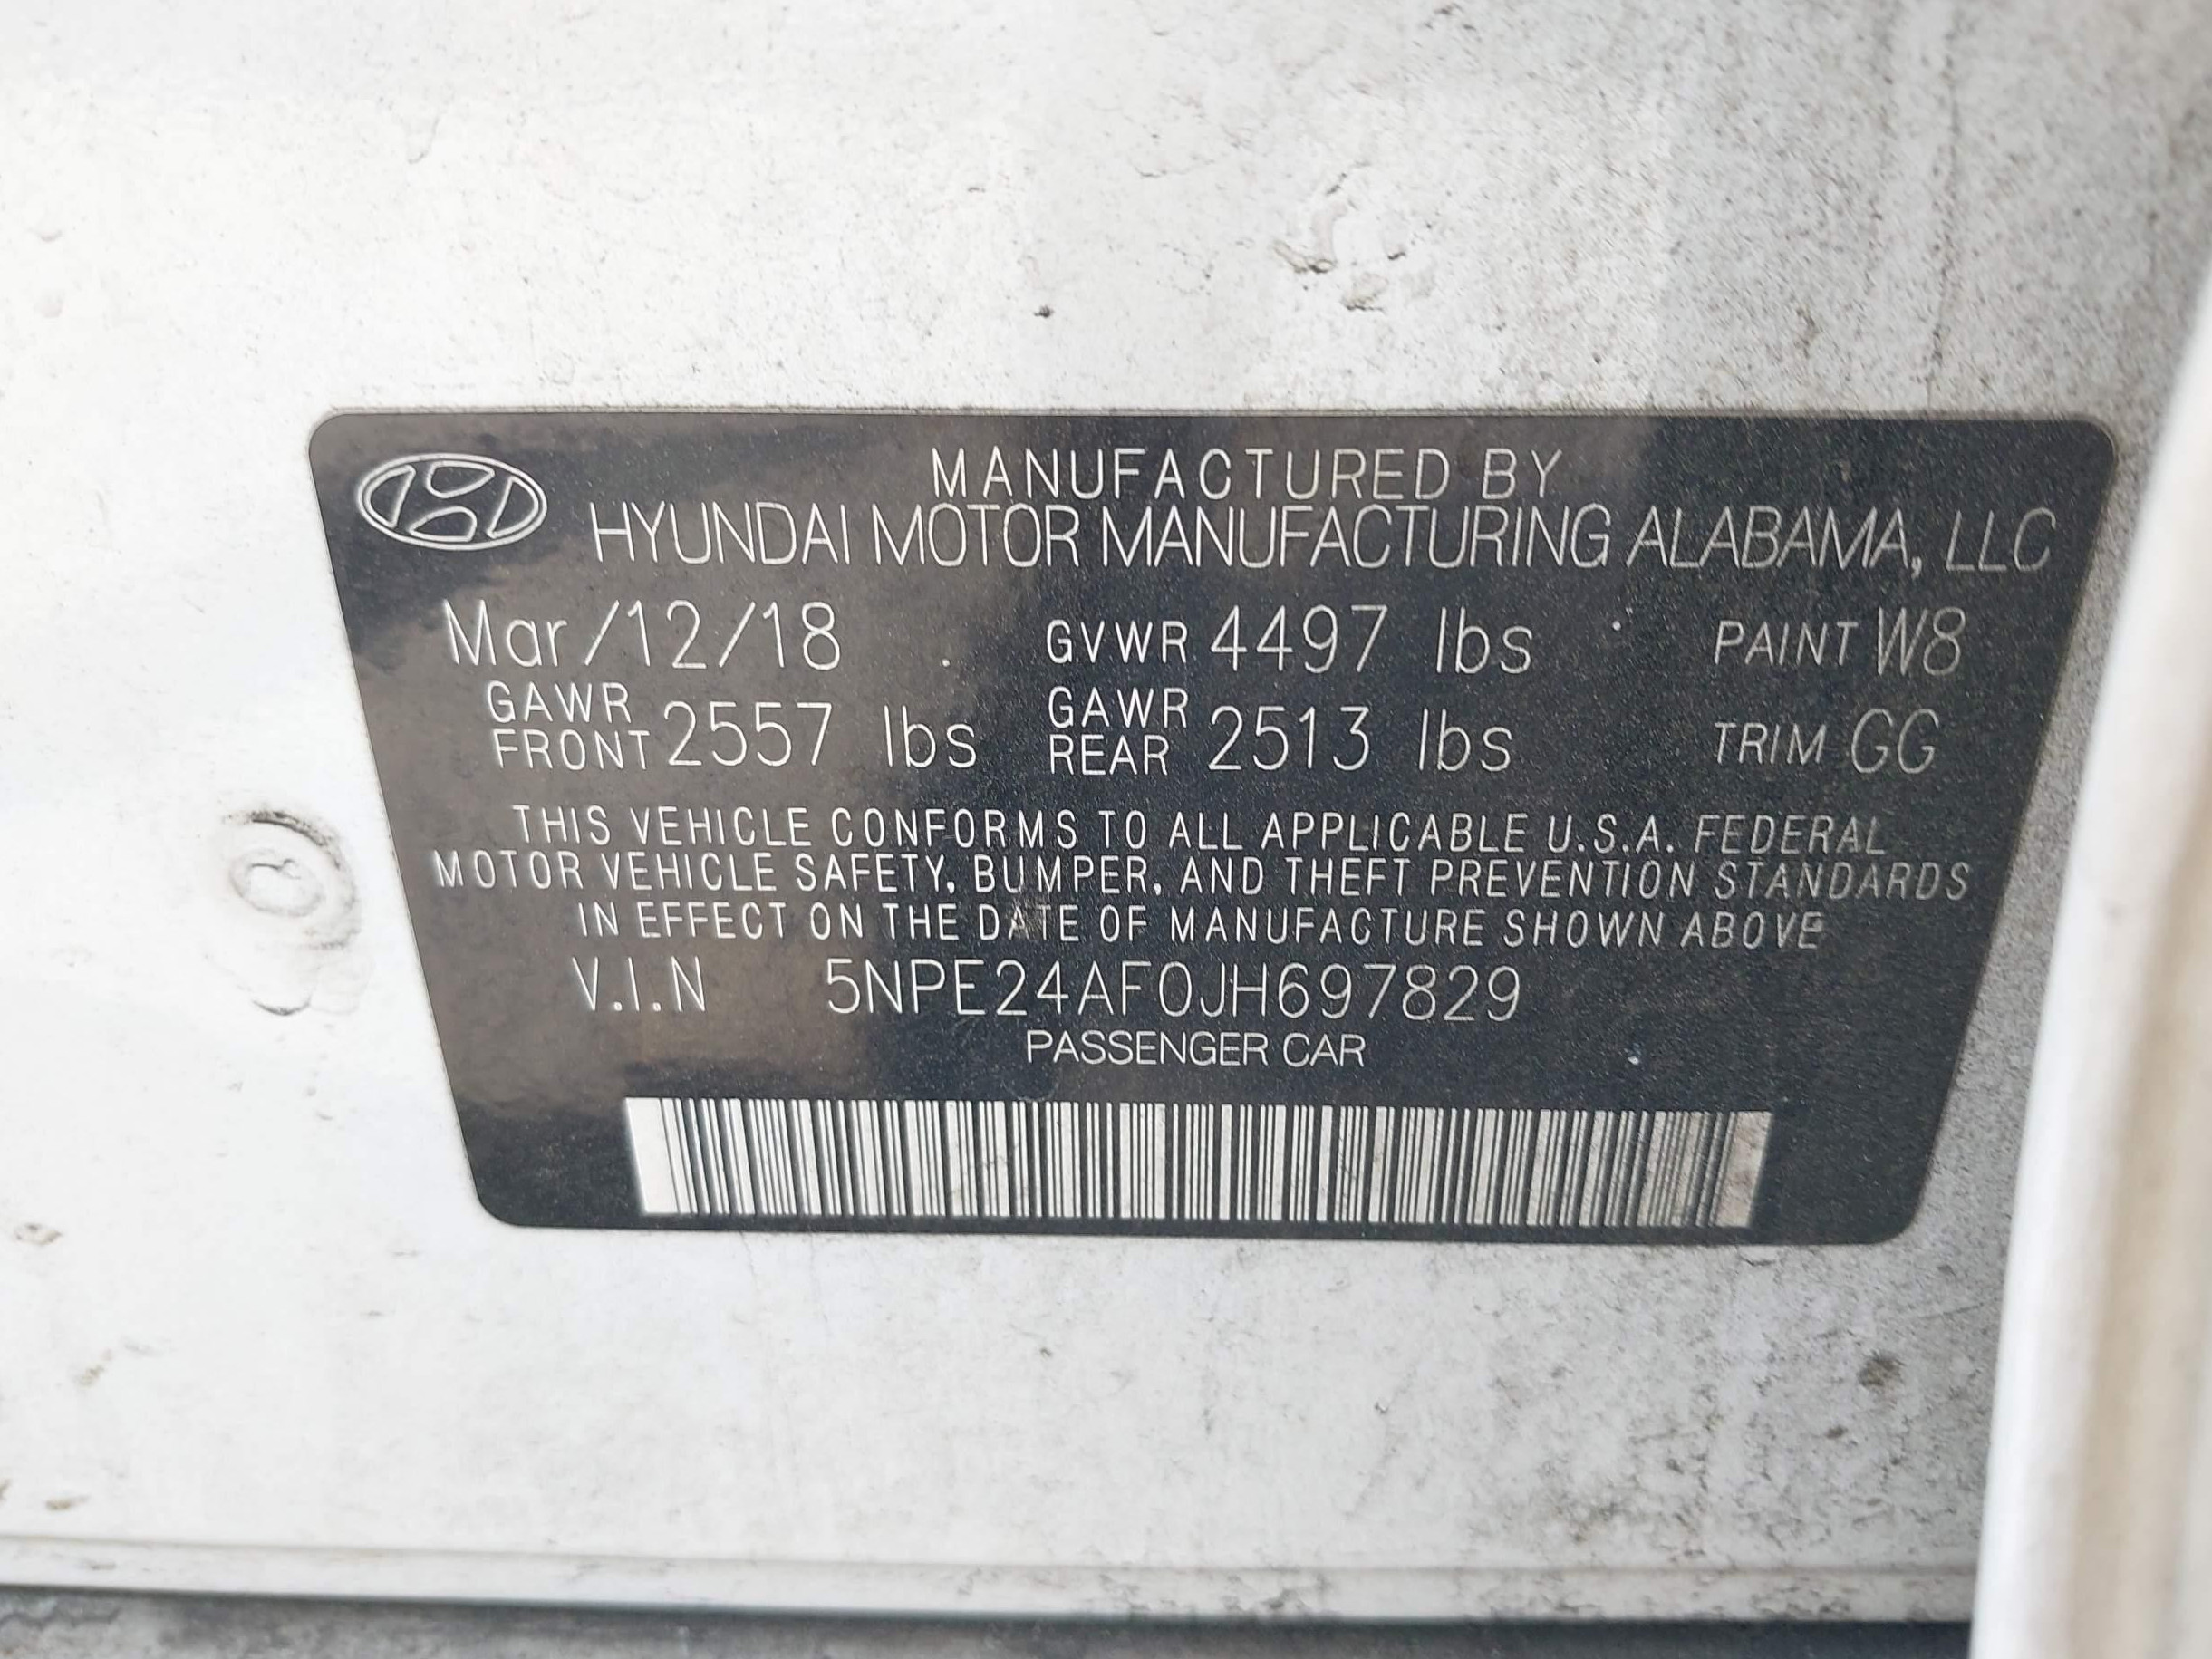 MANUFACTURED BY
HYUNDAI MOTOR MANUFACTURING ALABAMA, LLC
Mar/12/18 GVWR 4497 lbs PAINT W8
GAWR FRONT 2557 lbs GAWR REAR 2513 lbs TRIM GG
THIS VEHICLE CONFORMS TO ALL APPLICABLE U.S.A. FEDERAL
MOTOR VEHICLE SAFETY, BUMPER, AND THEFT PREVENTION STANDARDS
IN EFFECT ON THE DATE OF MANUFACTURE SHOWN ABOVE
V.I.N 5NPE24AF0JH697829
PASSENGER CAR